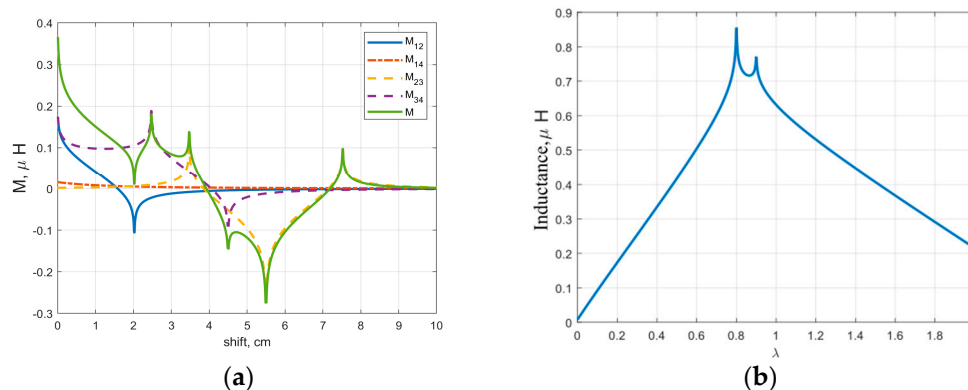 0.4
0.3
0.2
0.1
0
-0.1
-0.2
-0.3
M, μ H
M12
M14
M23
M34
M
0 1 2 3 4 5 6 7 8 9 10
shift, cm
(a)
0.9
0.8
0.7
0.6
0.5
0.4
0.3
0.2
0.1
0
Inductance, μ H
0 0.2 0.4 0.6 0.8 1.0 1.2 1.4 1.6 1.8
λ
(b)